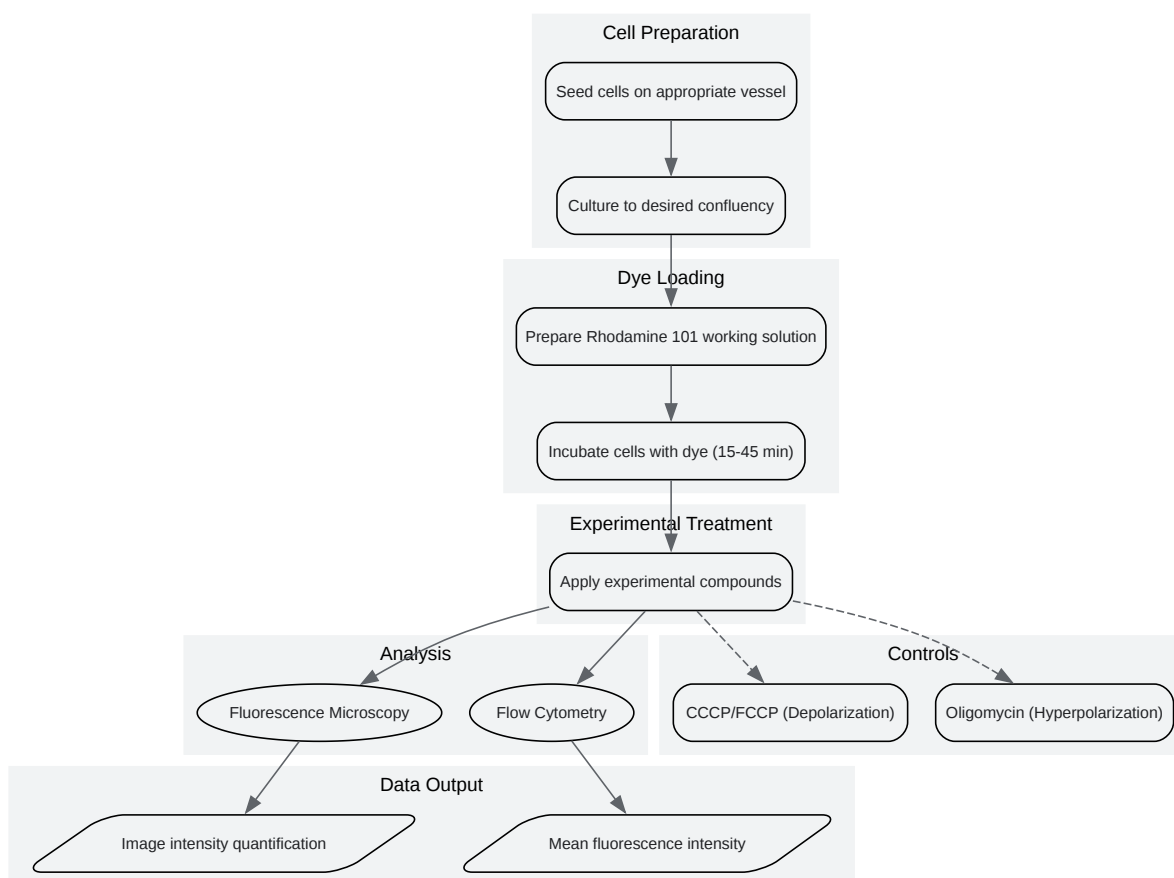 Cell Preparation
Seed cells on appropriate vessel
Culture to desired confluency
Dye Loading
Prepare Rhodamine 101 working solution
Incubate cells with dye (15-45 min)
Experimental Treatment
Apply experimental compounds
Analysis
Controls
Fluorescence Microscopy
Flow Cytometry
CCCP/FCCP (Depolarization)
Oligomycin (Hyperpolarization)
Data Output
Image intensity quantification
Mean fluorescence intensity